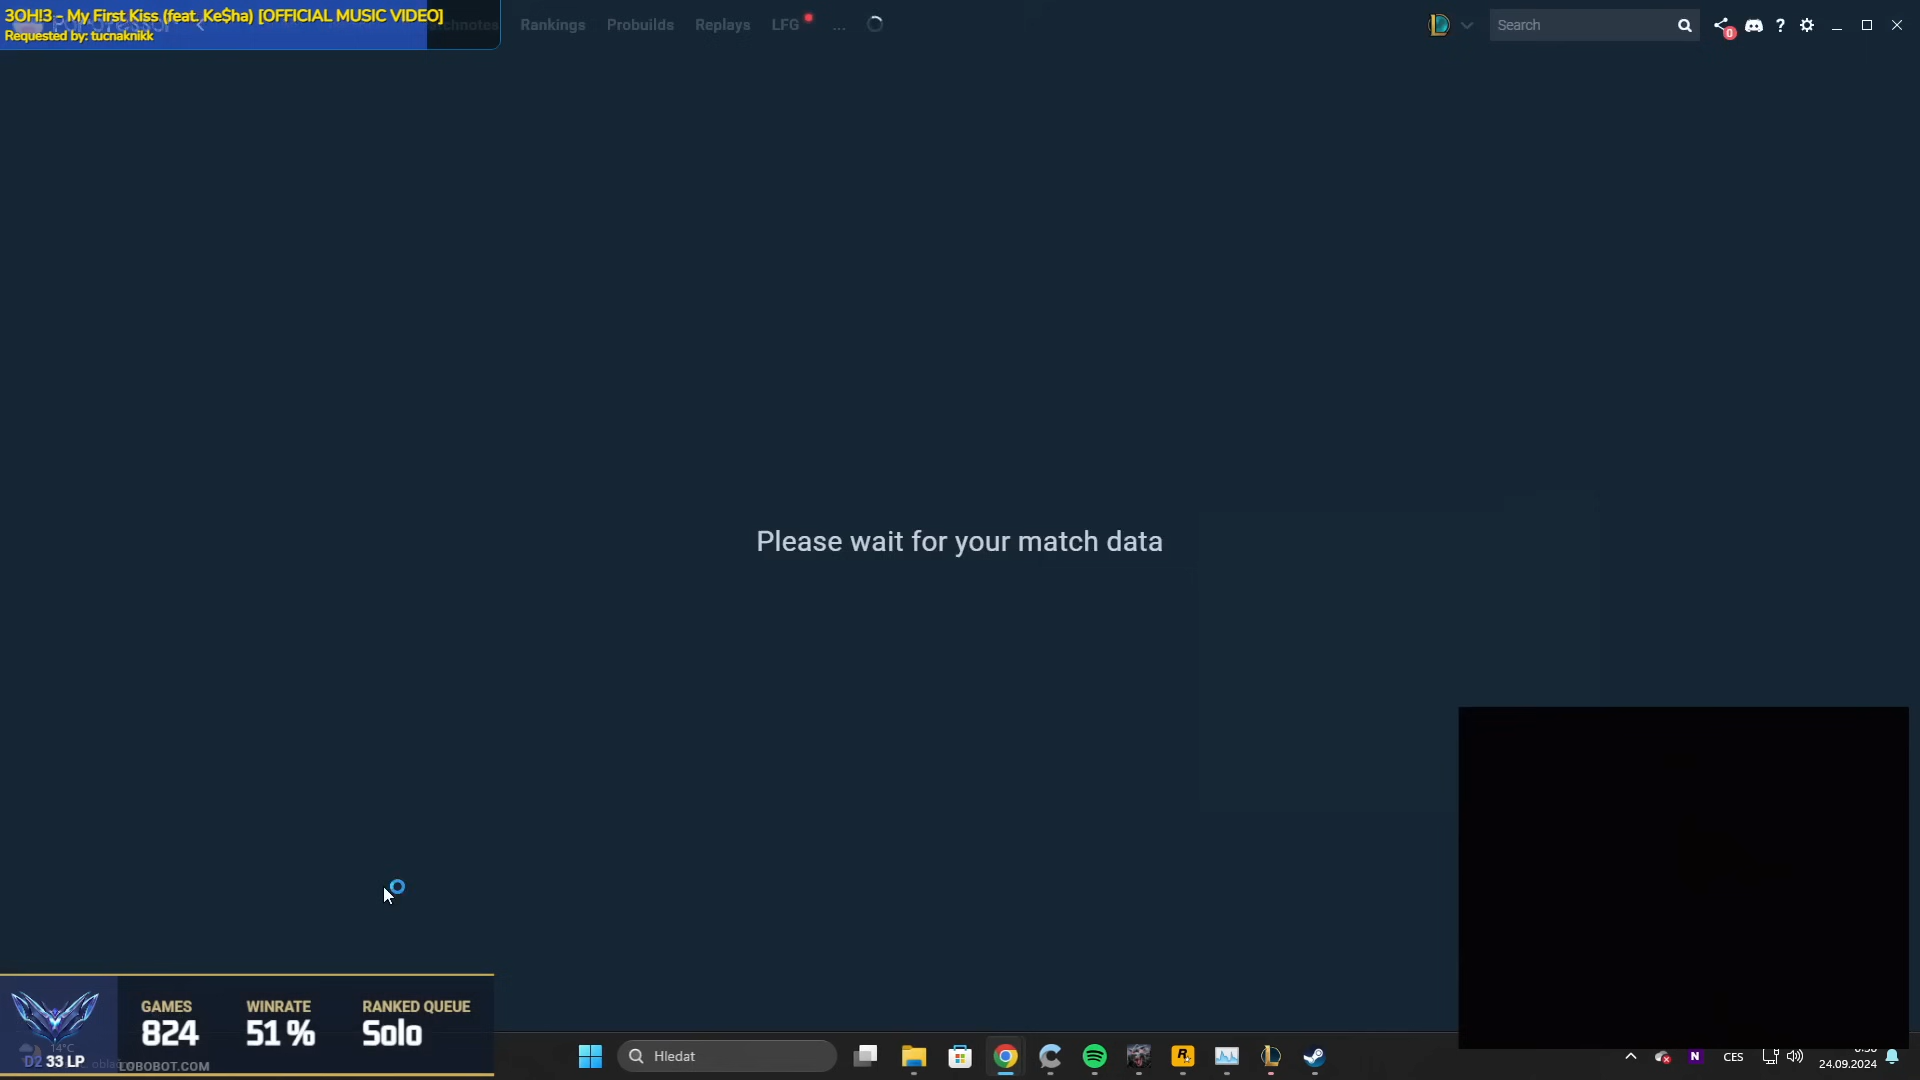 3OH!3 - My First Kiss (feat. Ke$ha) [OFFICIAL MUSIC VIDEO]
Requested by: tucnaknikk
Rankings
Probuilds
Replays
LFG
...
Search
0
Please wait for your match data
GAMES
824
WINRATE
51 %
RANKED QUEUE
Solo
D2 33 LP
14°C
LOBOBOT.COM
Hledat
N
CES
24.09.2024